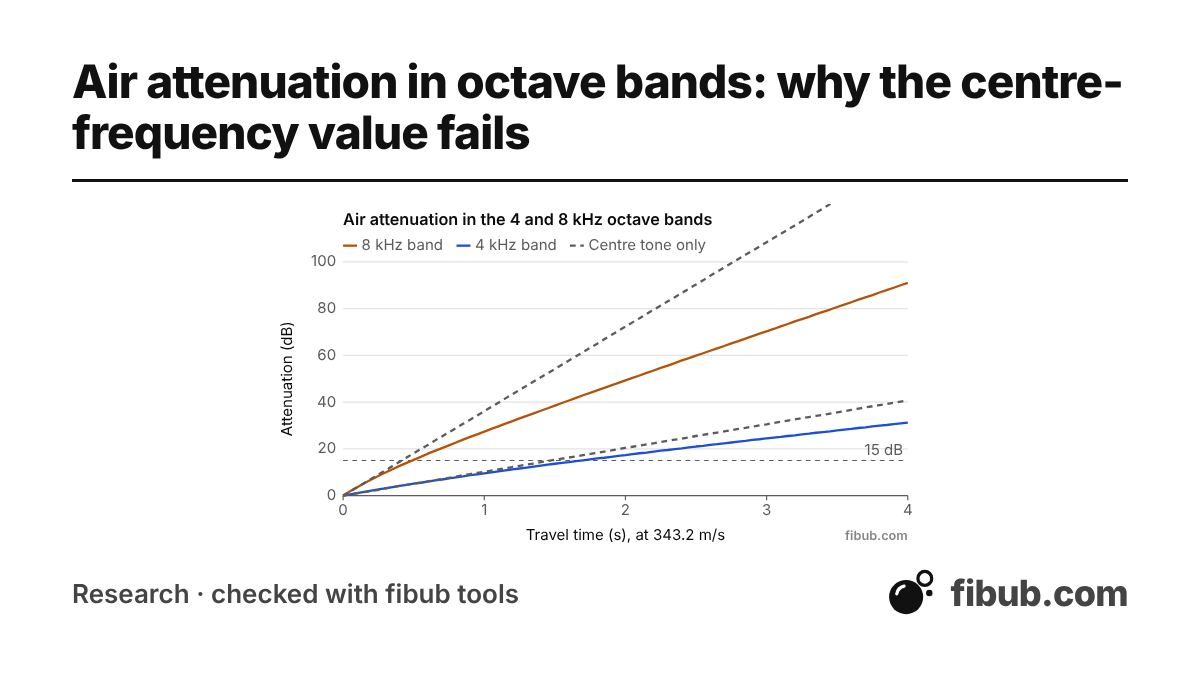 Air attenuation in octave bands: why the centre-
frequency value fails
Air attenuation in the 4 and 8 kHz octave bands
8 kHz band 4 kHz band Centre tone only
100
80
60
40
20
0
Attenuation (dB)
15 dB
0 1 2 3 4
Travel time (s), at 343.2 m/s
fibub.com
Research · checked with fibub tools
fibub.com